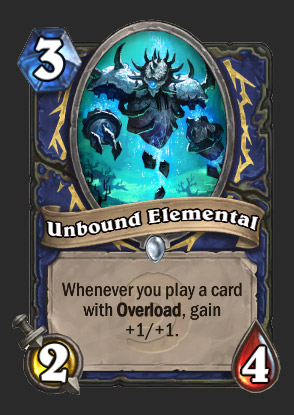 3
Unbound Elemental
Whenever you play a card
with Overload, gain
+1/+1.
2
4